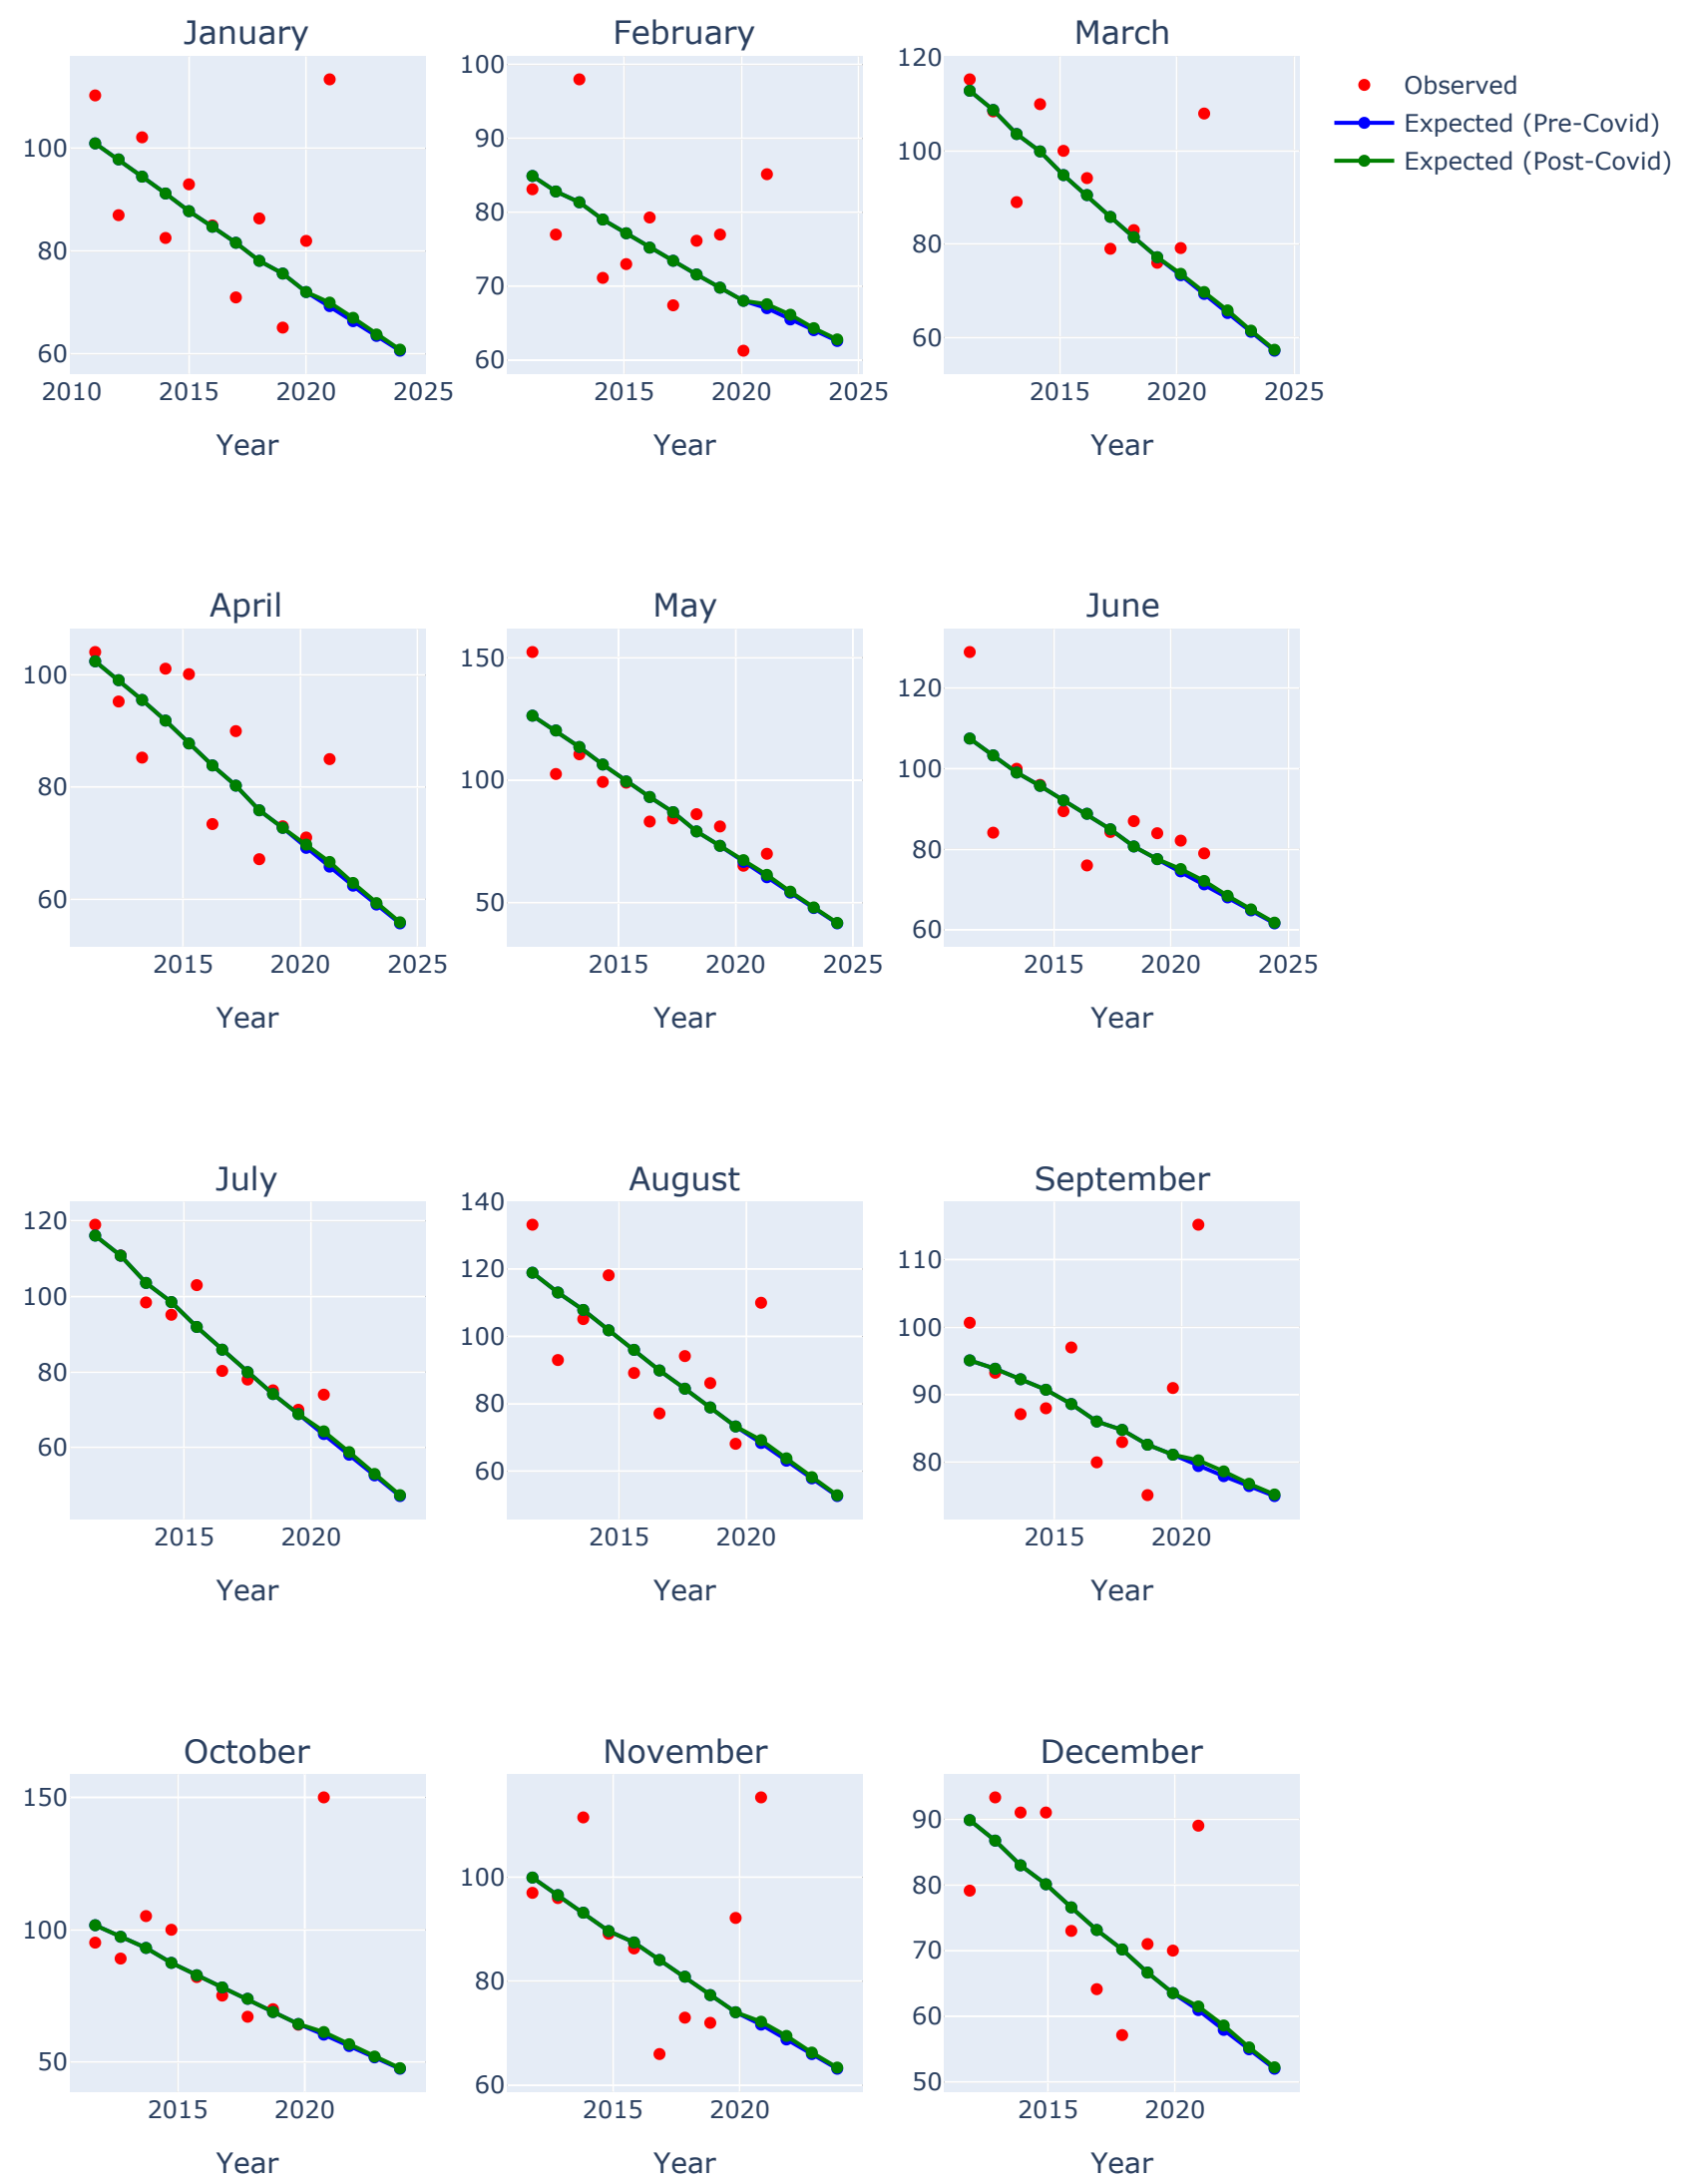 January
February
March
100
80
60
2010
2015
2020
2025
Year
100
90
80
70
60
2015
2020
2025
Year
120
100
80
60
2015
2020
2025
Year
Observed
Expected (Pre-Covid)
Expected (Post-Covid)
April
May
June
100
80
60
2015
2020
2025
Year
150
100
50
2015
2020
2025
Year
120
100
80
60
2015
2020
2025
Year
July
August
September
120
100
80
60
2015
2020
Year
140
120
100
80
60
2015
2020
Year
110
100
90
80
2015
2020
Year
October
November
December
150
100
50
2015
2020
Year
100
80
60
2015
2020
Year
90
80
70
60
50
2015
2020
Year